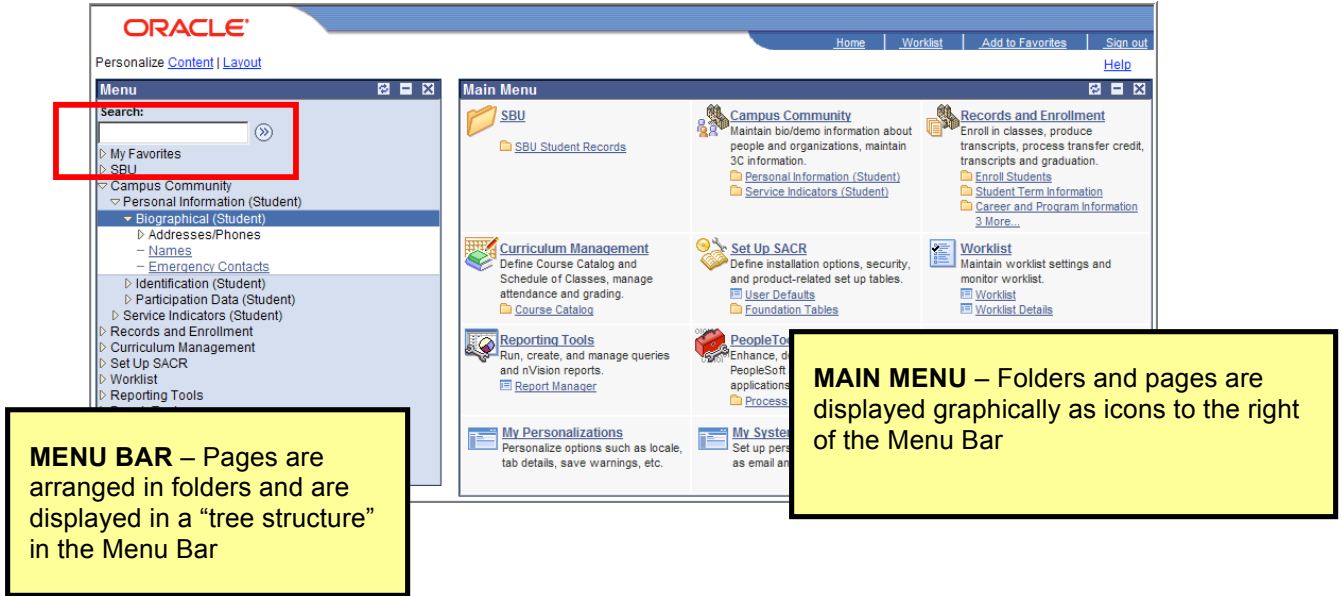 ORACLE
Home Worklist Add to Favorites Sign out
Personalize Content | Layout
Help
Menu
Search:
My Favorites
SBU
Campus Community
Personal Information (Student)
Biographical (Student)
Addresses/Phones
Names
Emergency Contacts
Identification (Student)
Participation Data (Student)
Service Indicators (Student)
Records and Enrollment
Curriculum Management
Set Up SACR
Worklist
Reporting Tools
Main Menu
SBU
SBU Student Records
Campus Community
Maintain bio/demo information about
people and organizations, maintain
3C information.
Personal Information (Student)
Service Indicators (Student)
Records and Enrollment
Enroll in classes, produce
transcripts, process transfer credit,
transcripts and graduation.
Enroll Students
Student Term Information
Career and Program Information
3 More...
Curriculum Management
Define Course Catalog and
Schedule of Classes, manage
attendance and grading.
Course Catalog
Set Up SACR
Define installation options, security,
and product-related set up tables.
User Defaults
Foundation Tables
Worklist
Maintain worklist settings and
monitor worklist.
Worklist
Worklist Details
Reporting Tools
Run, create, and manage queries
and nVision reports.
Report Manager
Enhance,
PeopleSoft
applications
Process
My Personalizations
Personalize options such as locale,
tab details, save warnings, etc.
My
Set up
as email
MENU BAR – Pages are
arranged in folders and are
displayed in a “tree structure”
in the Menu Bar
MAIN MENU – Folders and pages are
displayed graphically as icons to the right
of the Menu Bar